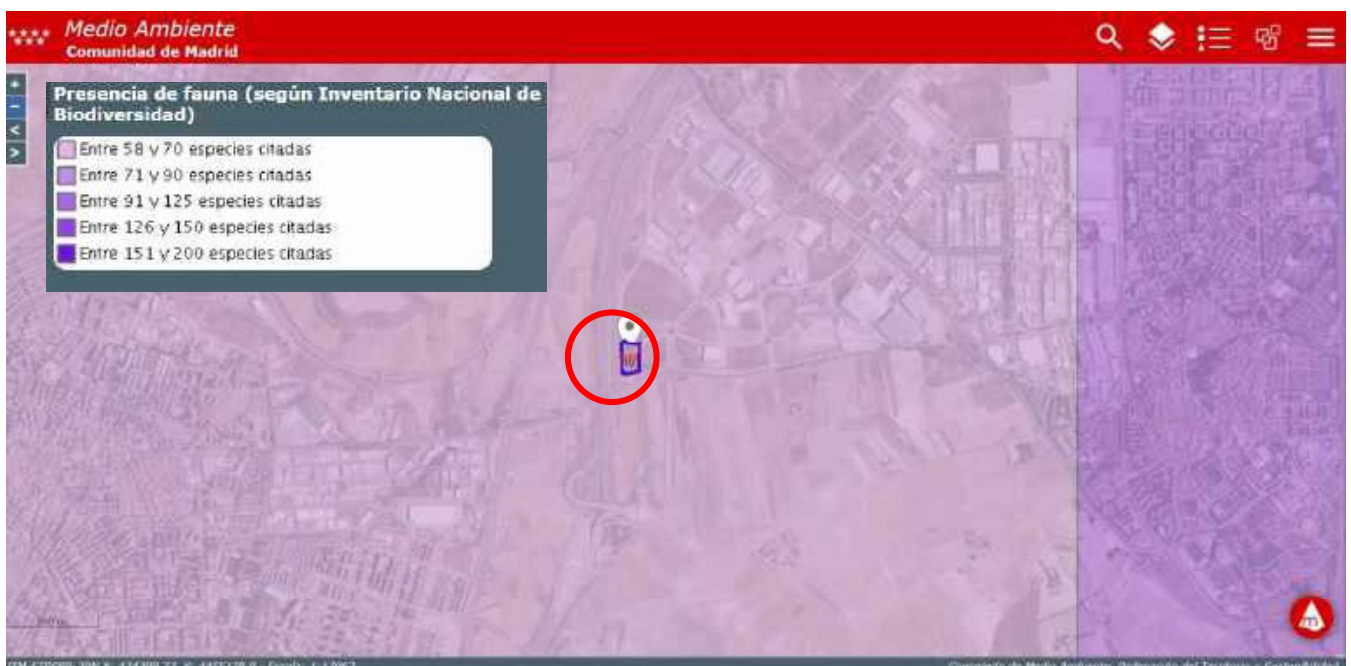 Medio Ambiente
Comunidad de Madrid
+
-
<
>
Presencia de fauna (según Inventario Nacional de
Biodiversidad)
Entre 58 y 70 especies citadas
Entre 71 y 90 especies citadas
Entre 91 y 125 especies citadas
Entre 126 y 150 especies citadas
Entre 151 y 200 especies citadas